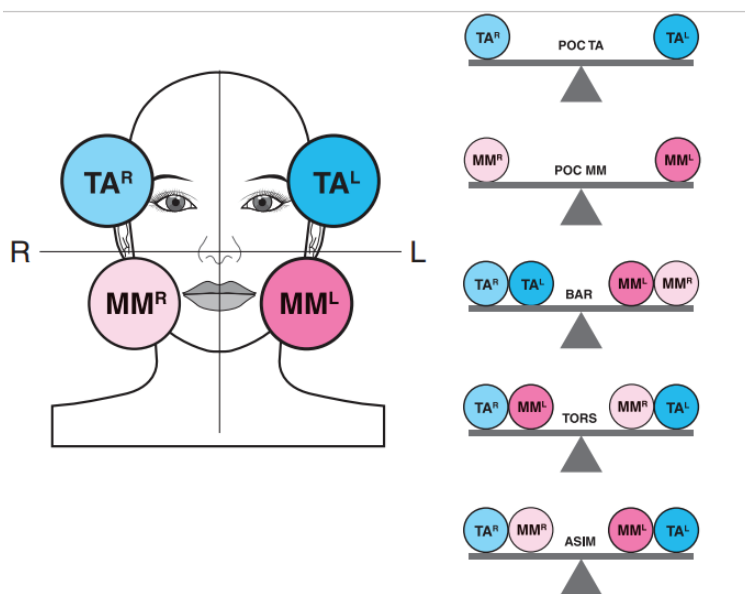 TAᴿ TAᴸ
R L
MMᴿ MMᴸ
TAᴿ POC TA TAᴸ
MMᴿ POC MM MMᴸ
TAᴿ TAᴸ BAR MMᴸ MMᴿ
TAᴿ MMᴸ TORS MMᴿ TAᴸ
TAᴿ MMᴿ ASIM MMᴸ TAᴸ